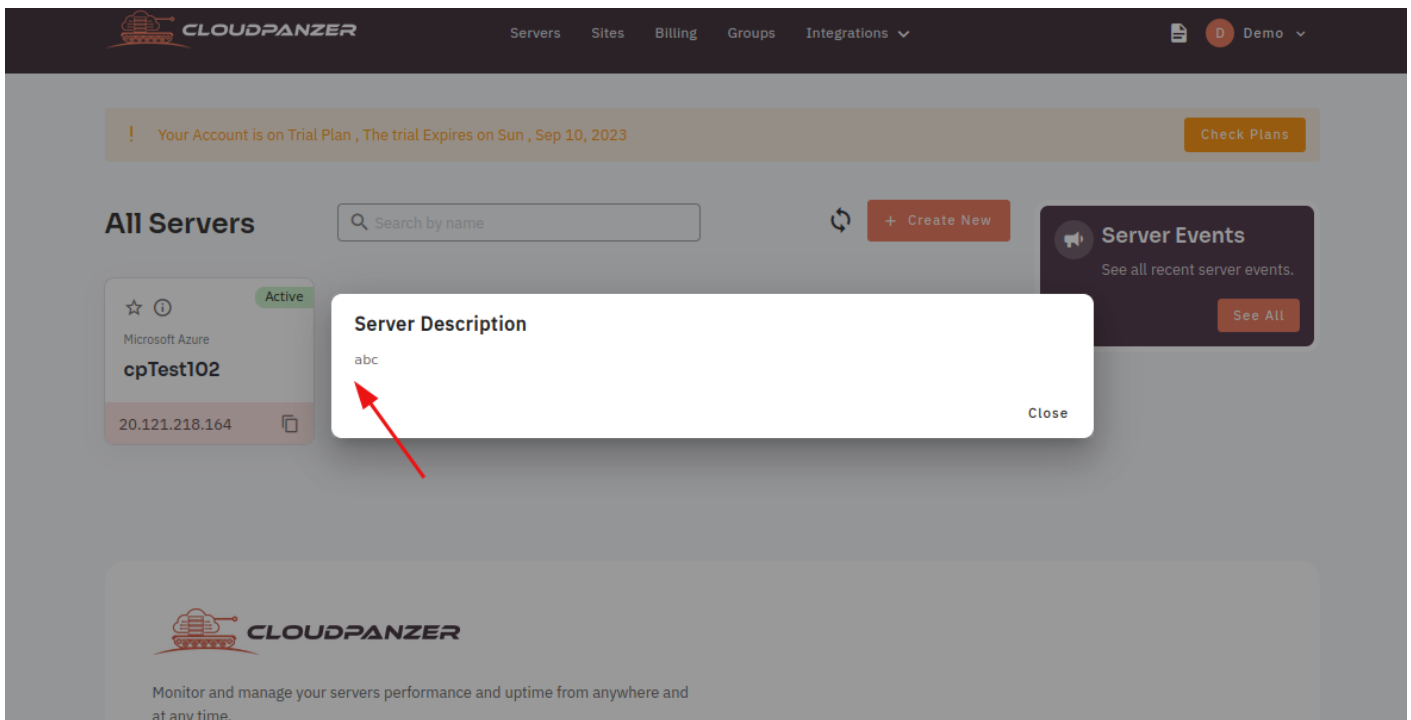 CLOUDPANZER
Servers Sites Billing Groups Integrations
D Demo
! Your Account is on Trial Plan , The trial Expires on Sun , Sep 10, 2023
Check Plans
All Servers
Search by name
+ Create New
Server Events
See all recent server events.
See All
Active
Microsoft Azure
cpTest102
20.121.218.164
Server Description
abc
Close
CLOUDPANZER
Monitor and manage your servers performance and uptime from anywhere and
at any time.